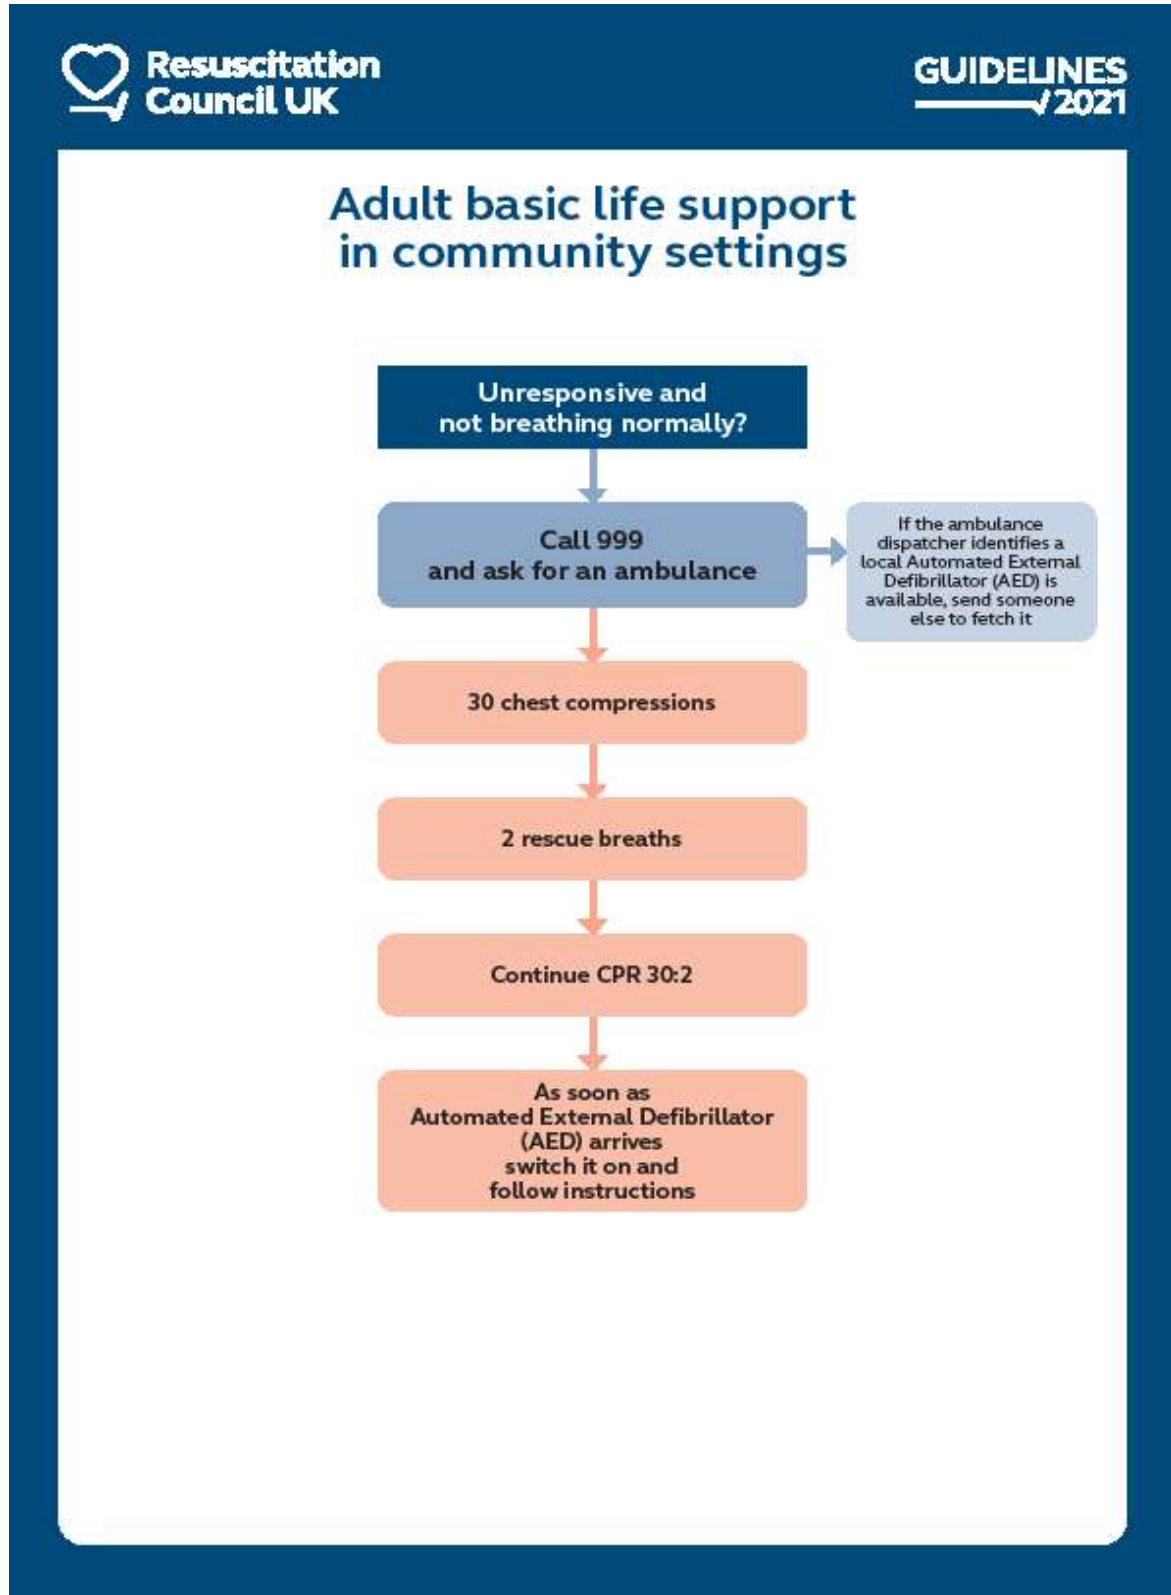 Resuscitation
Council UK
GUIDELINES
2021
Adult basic life support
in community settings
Unresponsive and
not breathing normally?
Call 999
and ask for an ambulance
If the ambulance
dispatcher identifies a
local Automated External
Defibrillator (AED) is
available, send someone
else to fetch it
30 chest compressions
2 rescue breaths
Continue CPR 30:2
As soon as
Automated External Defibrillator
(AED) arrives
switch it on and
follow instructions